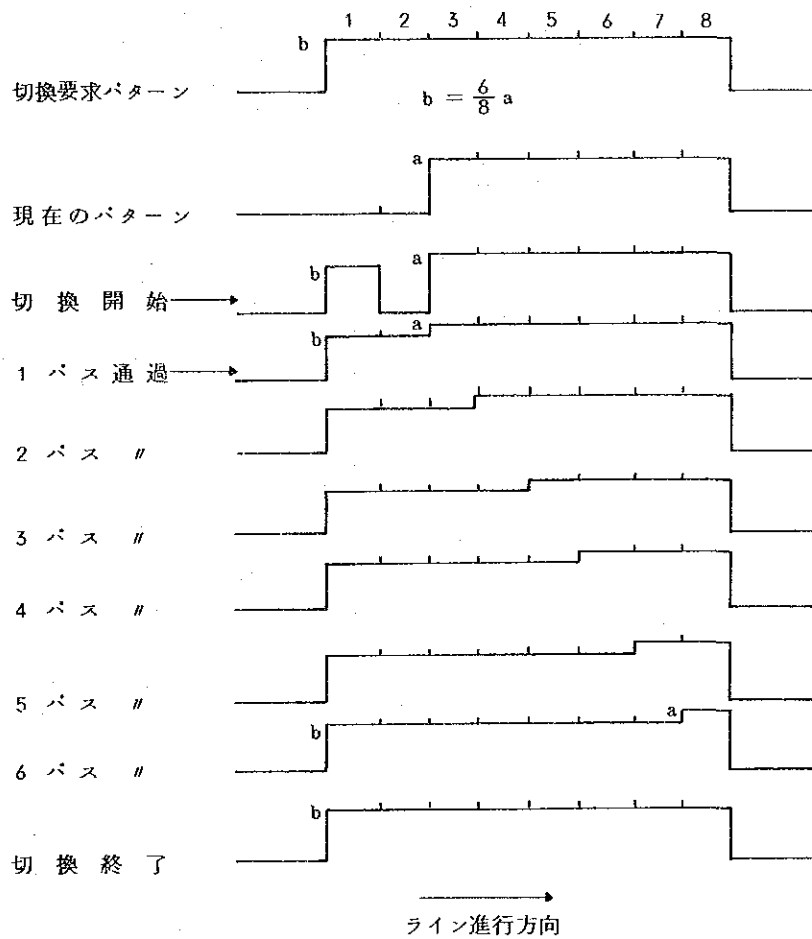 1 2 3 4 5 6 7 8
b
切換要求パターン
b = 6/8 a
a
現在のパターン
a
b
切換開始
a
b
1 パス通過
2 パス 〃
3 パス 〃
4 パス 〃
5 パス 〃
a
b
6 パス 〃
b
切換終了
ライン進行方向